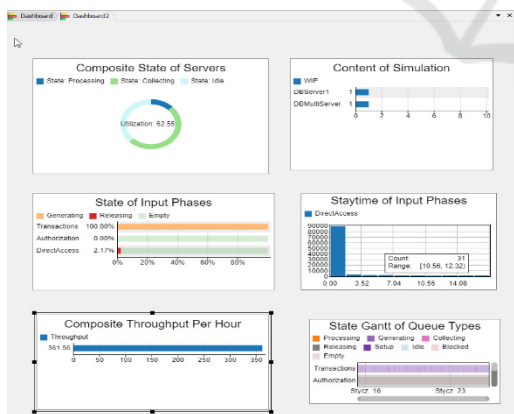 Dashboard Dashboard2
Composite State of Servers
State: Processing State: Collecting State: Idle
Utilization: 62.55
Content of Simulation
WIP
DBServer1 1
DBMultiServer 1
0 2 4 6 8 10
State of Input Phases
Generating Releasing Empty
Transactions 100.00%
Authorization 0.00%
DirectAccess 2.17%
0% 20% 40% 60% 80%
Staytime of Input Phases
DirectAccess
90000
80000
70000
60000
50000
40000
30000
20000
10000
0
Count: 31
Range: [10.56, 12.32)
0.00 3.52 7.04 10.56 14.08
Composite Throughput Per Hour
Throughput
361.56
0 50 100 150 200 250 300 350
State Gantt of Queue Types
Processing Generating Collecting
Releasing Setup Idle Blocked
Empty
Transactions
Authorization
Stycz. 16 Stycz. 23